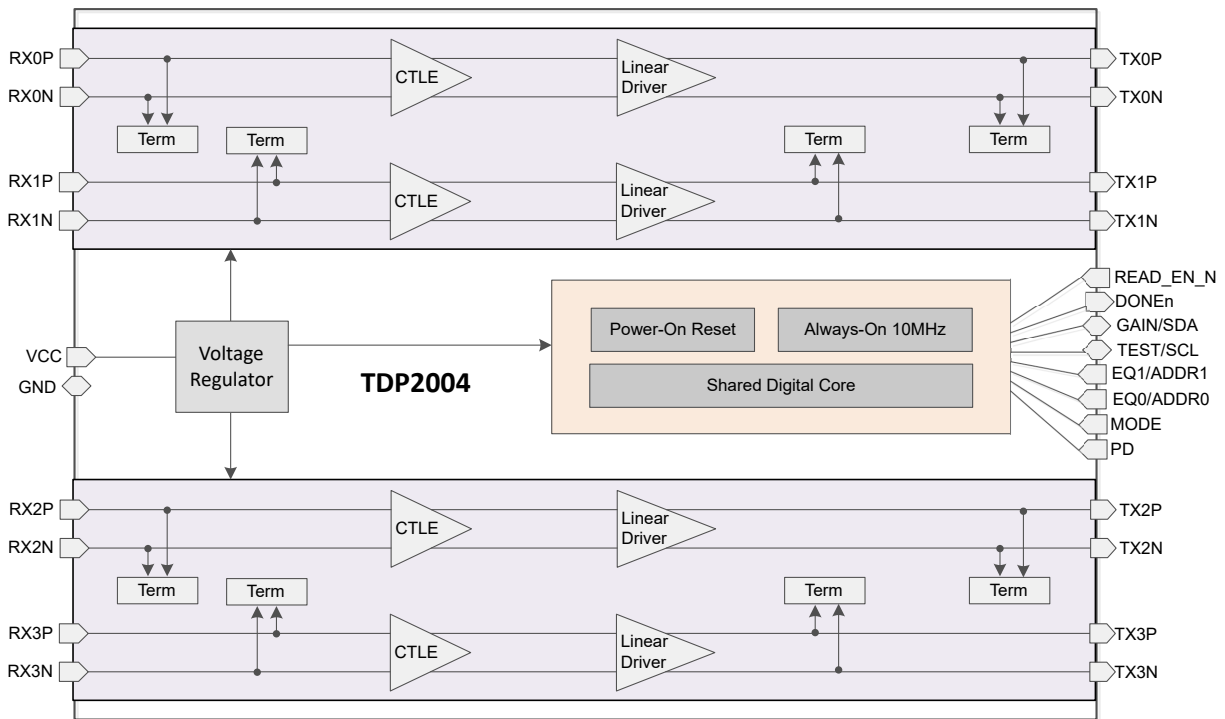 RX0P
CTLE
Linear
Driver
TX0P
RX0N
TX0N
Term
Term
Term
Term
RX1P
CTLE
Linear
Driver
TX1P
RX1N
TX1N
READ_EN_N
DONEn
GAIN/SDA
TEST/SCL
EQ1/ADDR1
EQ0/ADDR0
MODE
PD
VCC
GND
Voltage
Regulator
TDP2004
Power-On Reset
Always-On 10MHz
Shared Digital Core
RX2P
CTLE
Linear
Driver
TX2P
RX2N
TX2N
Term
Term
Term
Term
RX3P
CTLE
Linear
Driver
TX3P
RX3N
TX3N